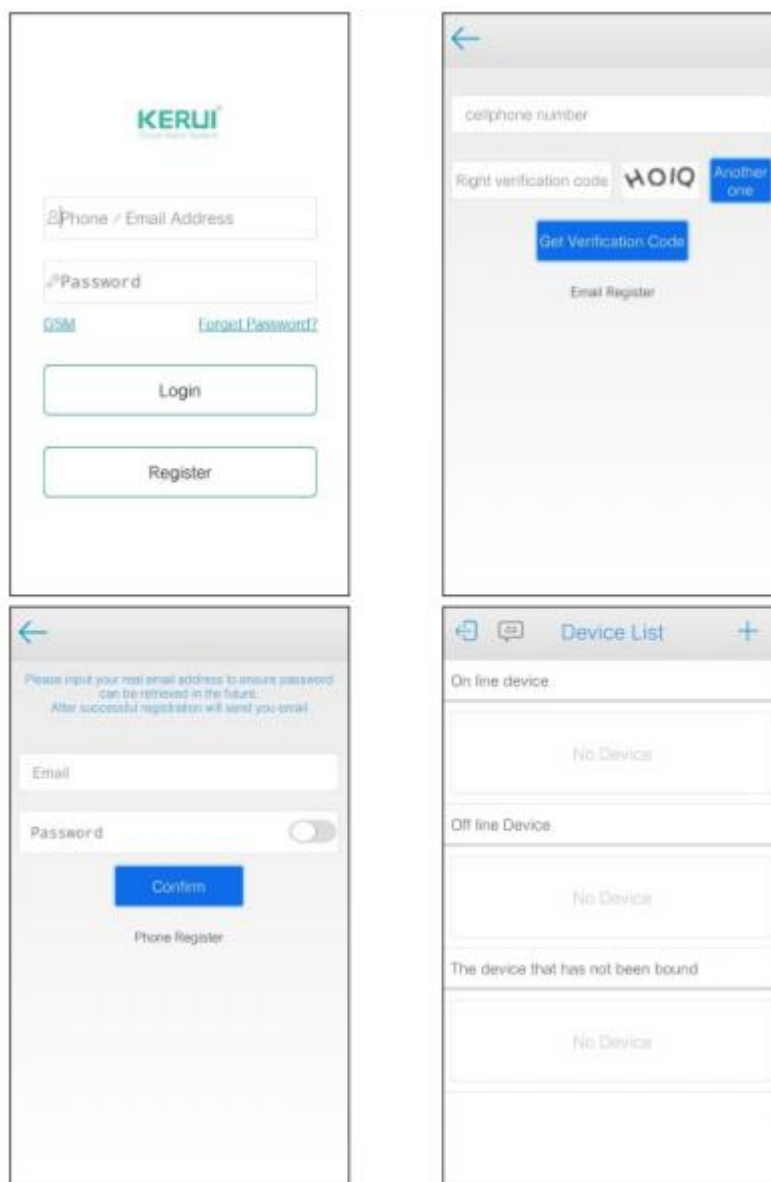 KERUI
Phone / Email Address
Password
GSM
Forget Password?
Login
Register
cellphone number
Right verification code
HOIQ
Another
one
Get Verification Code
Email Register
Please input your real email address to ensure password
can be retrieved in the future.
After successful registration will send you email
Email
Password
Confirm
Phone Register
Device List
On line device
No Device
Off line Device
No Device
The device that has not been bound
No Device